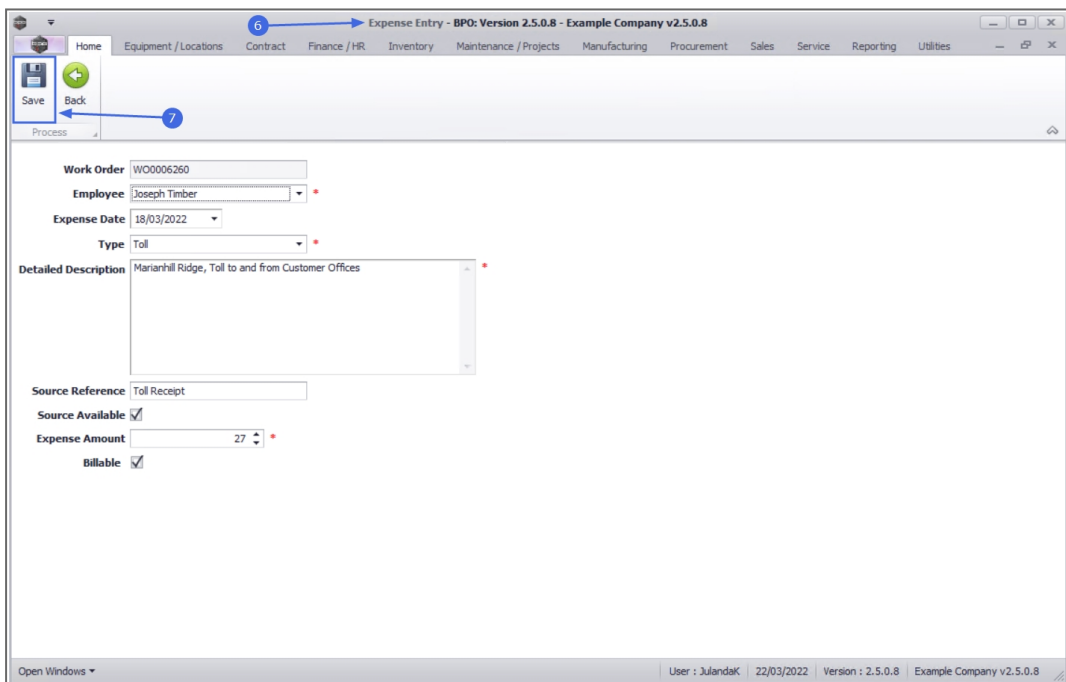 6
Expense Entry - BPO: Version 2.5.0.8 - Example Company v2.5.0.8
Home Equipment / Locations Contract Finance / HR Inventory Maintenance / Projects Manufacturing Procurement Sales Service Reporting Utilities
Save Back
7
Process
Work Order WO0006260
Employee Joseph Timber *
Expense Date 18/03/2022
Type Toll *
Detailed Description Marianhill Ridge, Toll to and from Customer Offices *
Source Reference Toll Receipt
Source Available
Expense Amount 27 *
Billable
Open Windows User : JulandaK 22/03/2022 Version : 2.5.0.8 Example Company v2.5.0.8